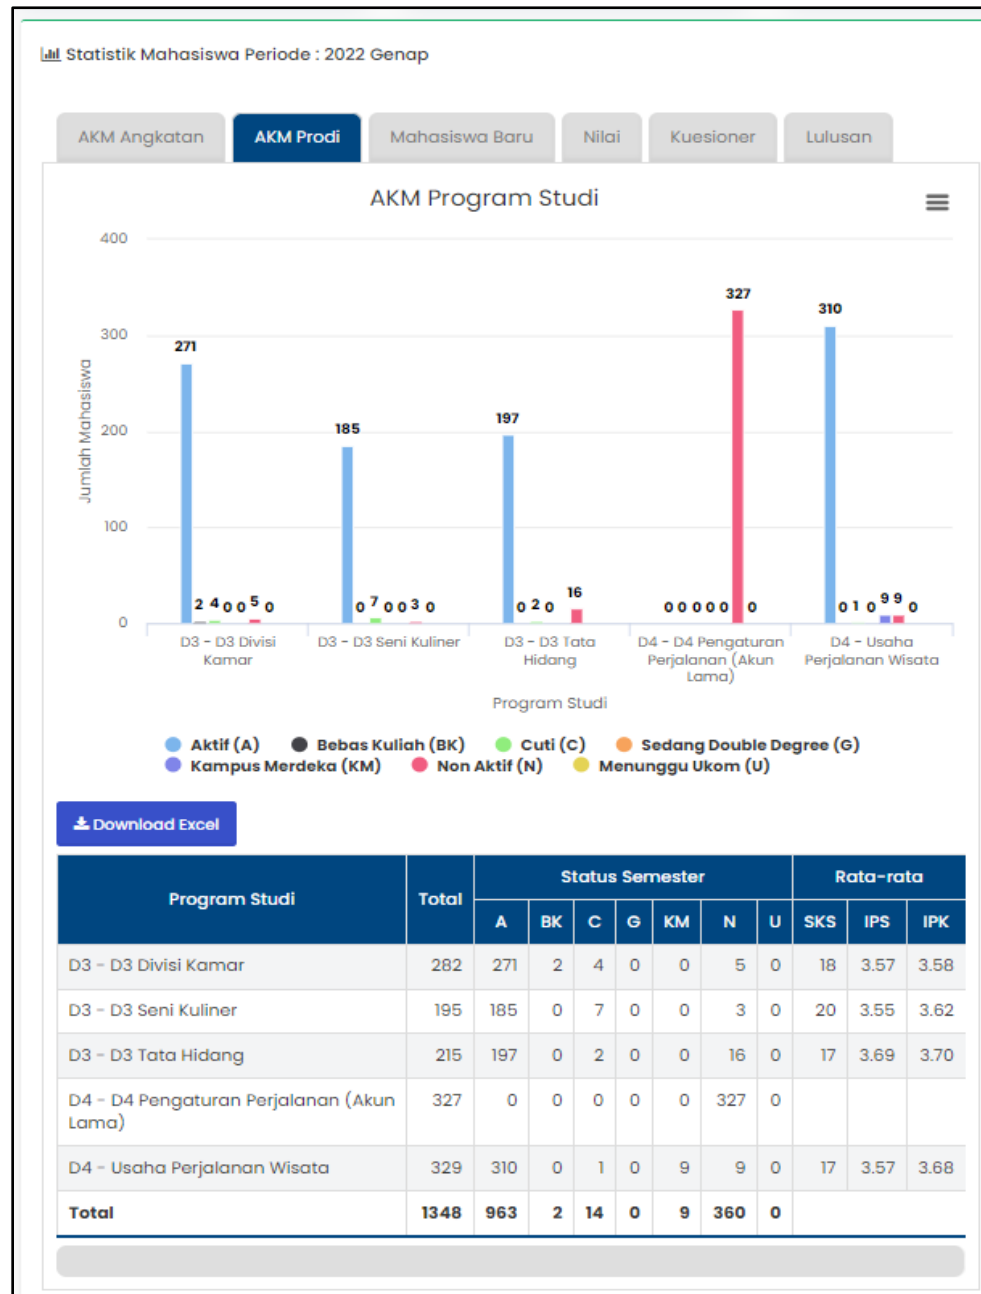 Statistik Mahasiswa Periode : 2022 Genap
AKM Angkatan AKM Prodi Mahasiswa Baru Nilai Kuesioner Lulusan
AKM Program Studi
400
300
200
100
0
Jumlah Mahasiswa
271 2 4 0 0 5 0
185 0 7 0 0 3 0
197 0 2 0 16
0 0 0 0 0 327 0
310 0 1 0 9 9 0
D3 - D3 Divisi
Kamar
D3 - D3 Seni Kuliner
D3 - D3 Tata
Hidang
D4 - D4 Pengaturan
Perjalanan (Akun
Lama)
D4 - Usaha
Perjalanan Wisata
Program Studi
Aktif (A) Bebas Kuliah (BK) Cuti (C) Sedang Double Degree (G)
Kampus Merdeka (KM) Non Aktif (N) Menunggu Ukom (U)
Download Excel
Program Studi Total Status Semester Rata-rata
A BK C G KM N U SKS IPS IPK
D3 - D3 Divisi Kamar 282 271 2 4 0 0 5 0 18 3.57 3.58
D3 - D3 Seni Kuliner 195 185 0 7 0 0 3 0 20 3.55 3.62
D3 - D3 Tata Hidang 215 197 0 2 0 0 16 0 17 3.69 3.70
D4 - D4 Pengaturan Perjalanan (Akun 327 0 0 0 0 0 327 0
Lama)
D4 - Usaha Perjalanan Wisata 329 310 0 1 0 9 9 0 17 3.57 3.68
Total 1348 963 2 14 0 9 360 0